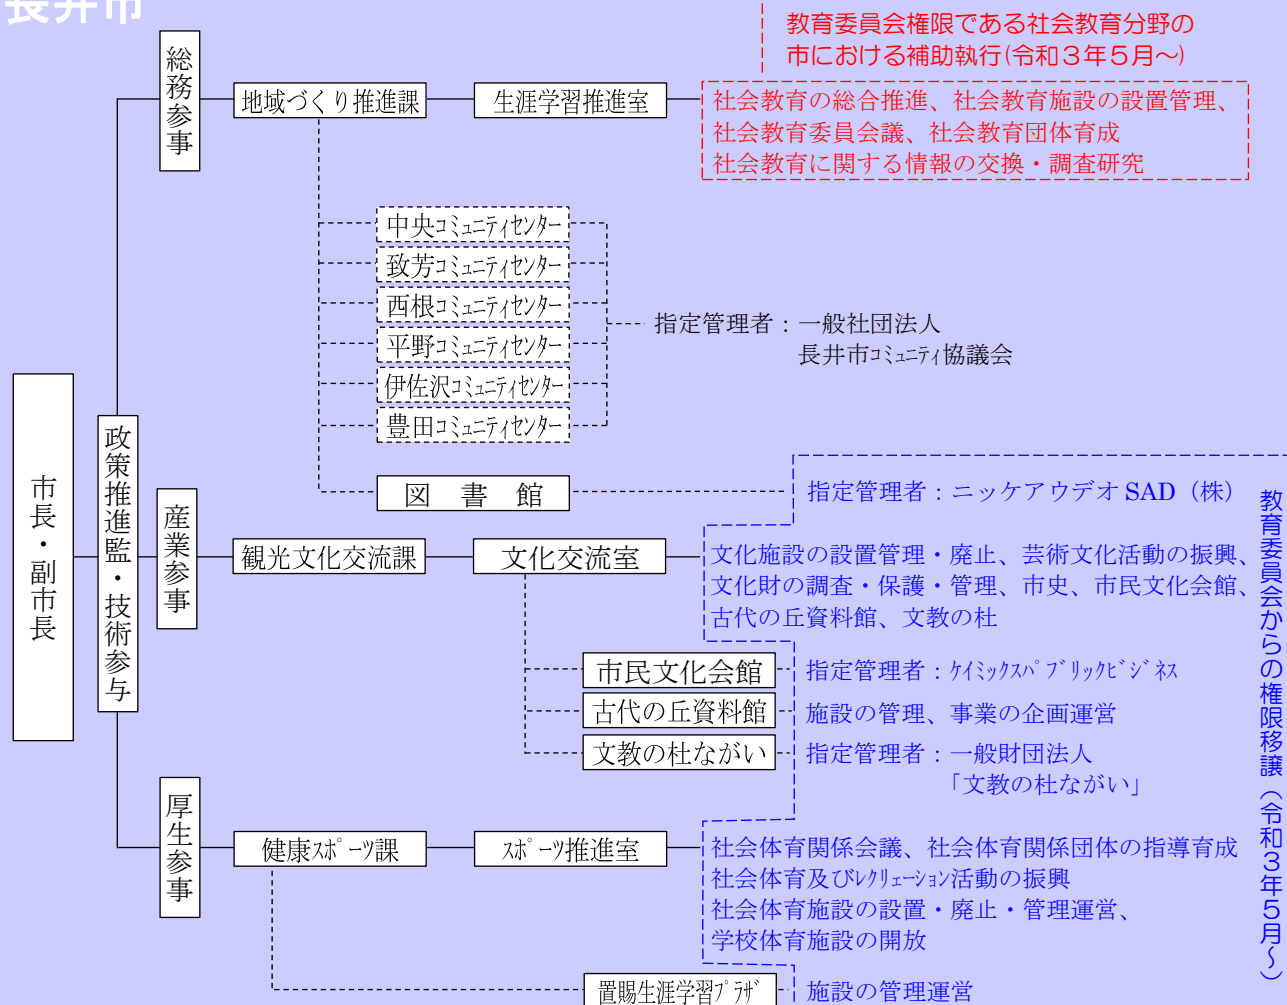 長井市
教育委員会権限である社会教育分野の
市における補助執行(令和３年５月～)
総務参事
地域づくり推進課
生涯学習推進室
社会教育の総合推進、社会教育施設の設置管理、
社会教育委員会議、社会教育団体育成
社会教育に関する情報の交換・調査研究
中央ｺﾐｭﾆﾃｨｾﾝﾀｰ
致芳ｺﾐｭﾆﾃｨｾﾝﾀｰ
西根ｺﾐｭﾆﾃｨｾﾝﾀｰ
平野ｺﾐｭﾆﾃｨｾﾝﾀｰ
伊佐沢ｺﾐｭﾆﾃｨｾﾝﾀｰ
豊田ｺﾐｭﾆﾃｨｾﾝﾀｰ
指定管理者：一般社団法人
長井市ｺﾐｭﾆﾃｨ協議会
図　書　館
指定管理者：ニッケアウデオ SAD（株）
市長・副市長
政策推進監・技術参与
産業参事
観光文化交流課
文化交流室
文化施設の設置管理・廃止、芸術文化活動の振興、
文化財の調査・保護・管理、市史、市民文化会館、
古代の丘資料館、文教の杜
市民文化会館
指定管理者：ｹｲﾐｯｸｽﾊﾟﾌﾞﾘｯｸﾋﾞｼﾞﾈｽ
古代の丘資料館
施設の管理、事業の企画運営
文教の杜ながい
指定管理者：一般財団法人
「文教の杜ながい」
教育委員会からの権限移譲（令和３年５月～）
厚生参事
健康ｽﾎﾟｰﾂ課
ｽﾎﾟｰﾂ推進室
社会体育関係会議、社会体育関係団体の指導育成
社会体育及びﾚｸﾘｪｰｼｮﾝ活動の振興
社会体育施設の設置・廃止・管理運営、
学校体育施設の開放
置賜生涯学習ﾌﾟﾗｻﾞ
施設の管理運営